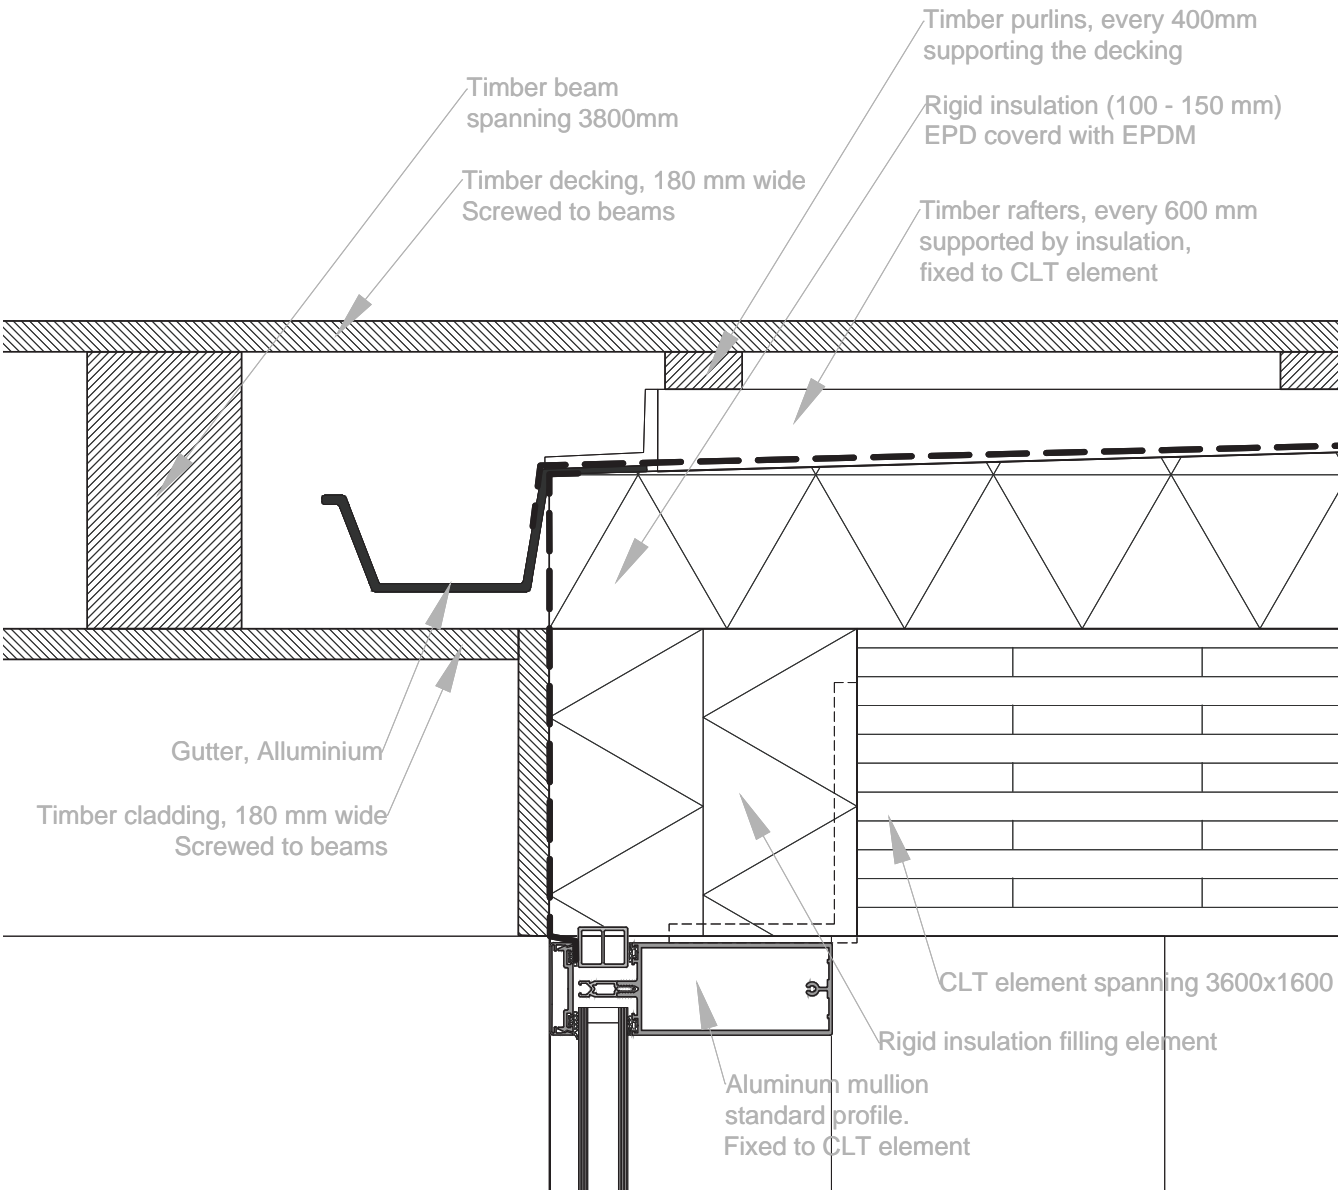 Timber purlins, every 400mm
supporting the decking
Timber beam
spanning 3800mm
Rigid insulation (100 - 150 mm)
EPD coverd with EPDM
Timber decking, 180 mm wide
Screwed to beams
Timber rafters, every 600 mm
supported by insulation,
fixed to CLT element
Gutter, Alluminium
Timber cladding, 180 mm wide
Screwed to beams
CLT element spanning 3600x1600
Rigid insulation filling element
Aluminum mullion
standard profile.
Fixed to CLT element